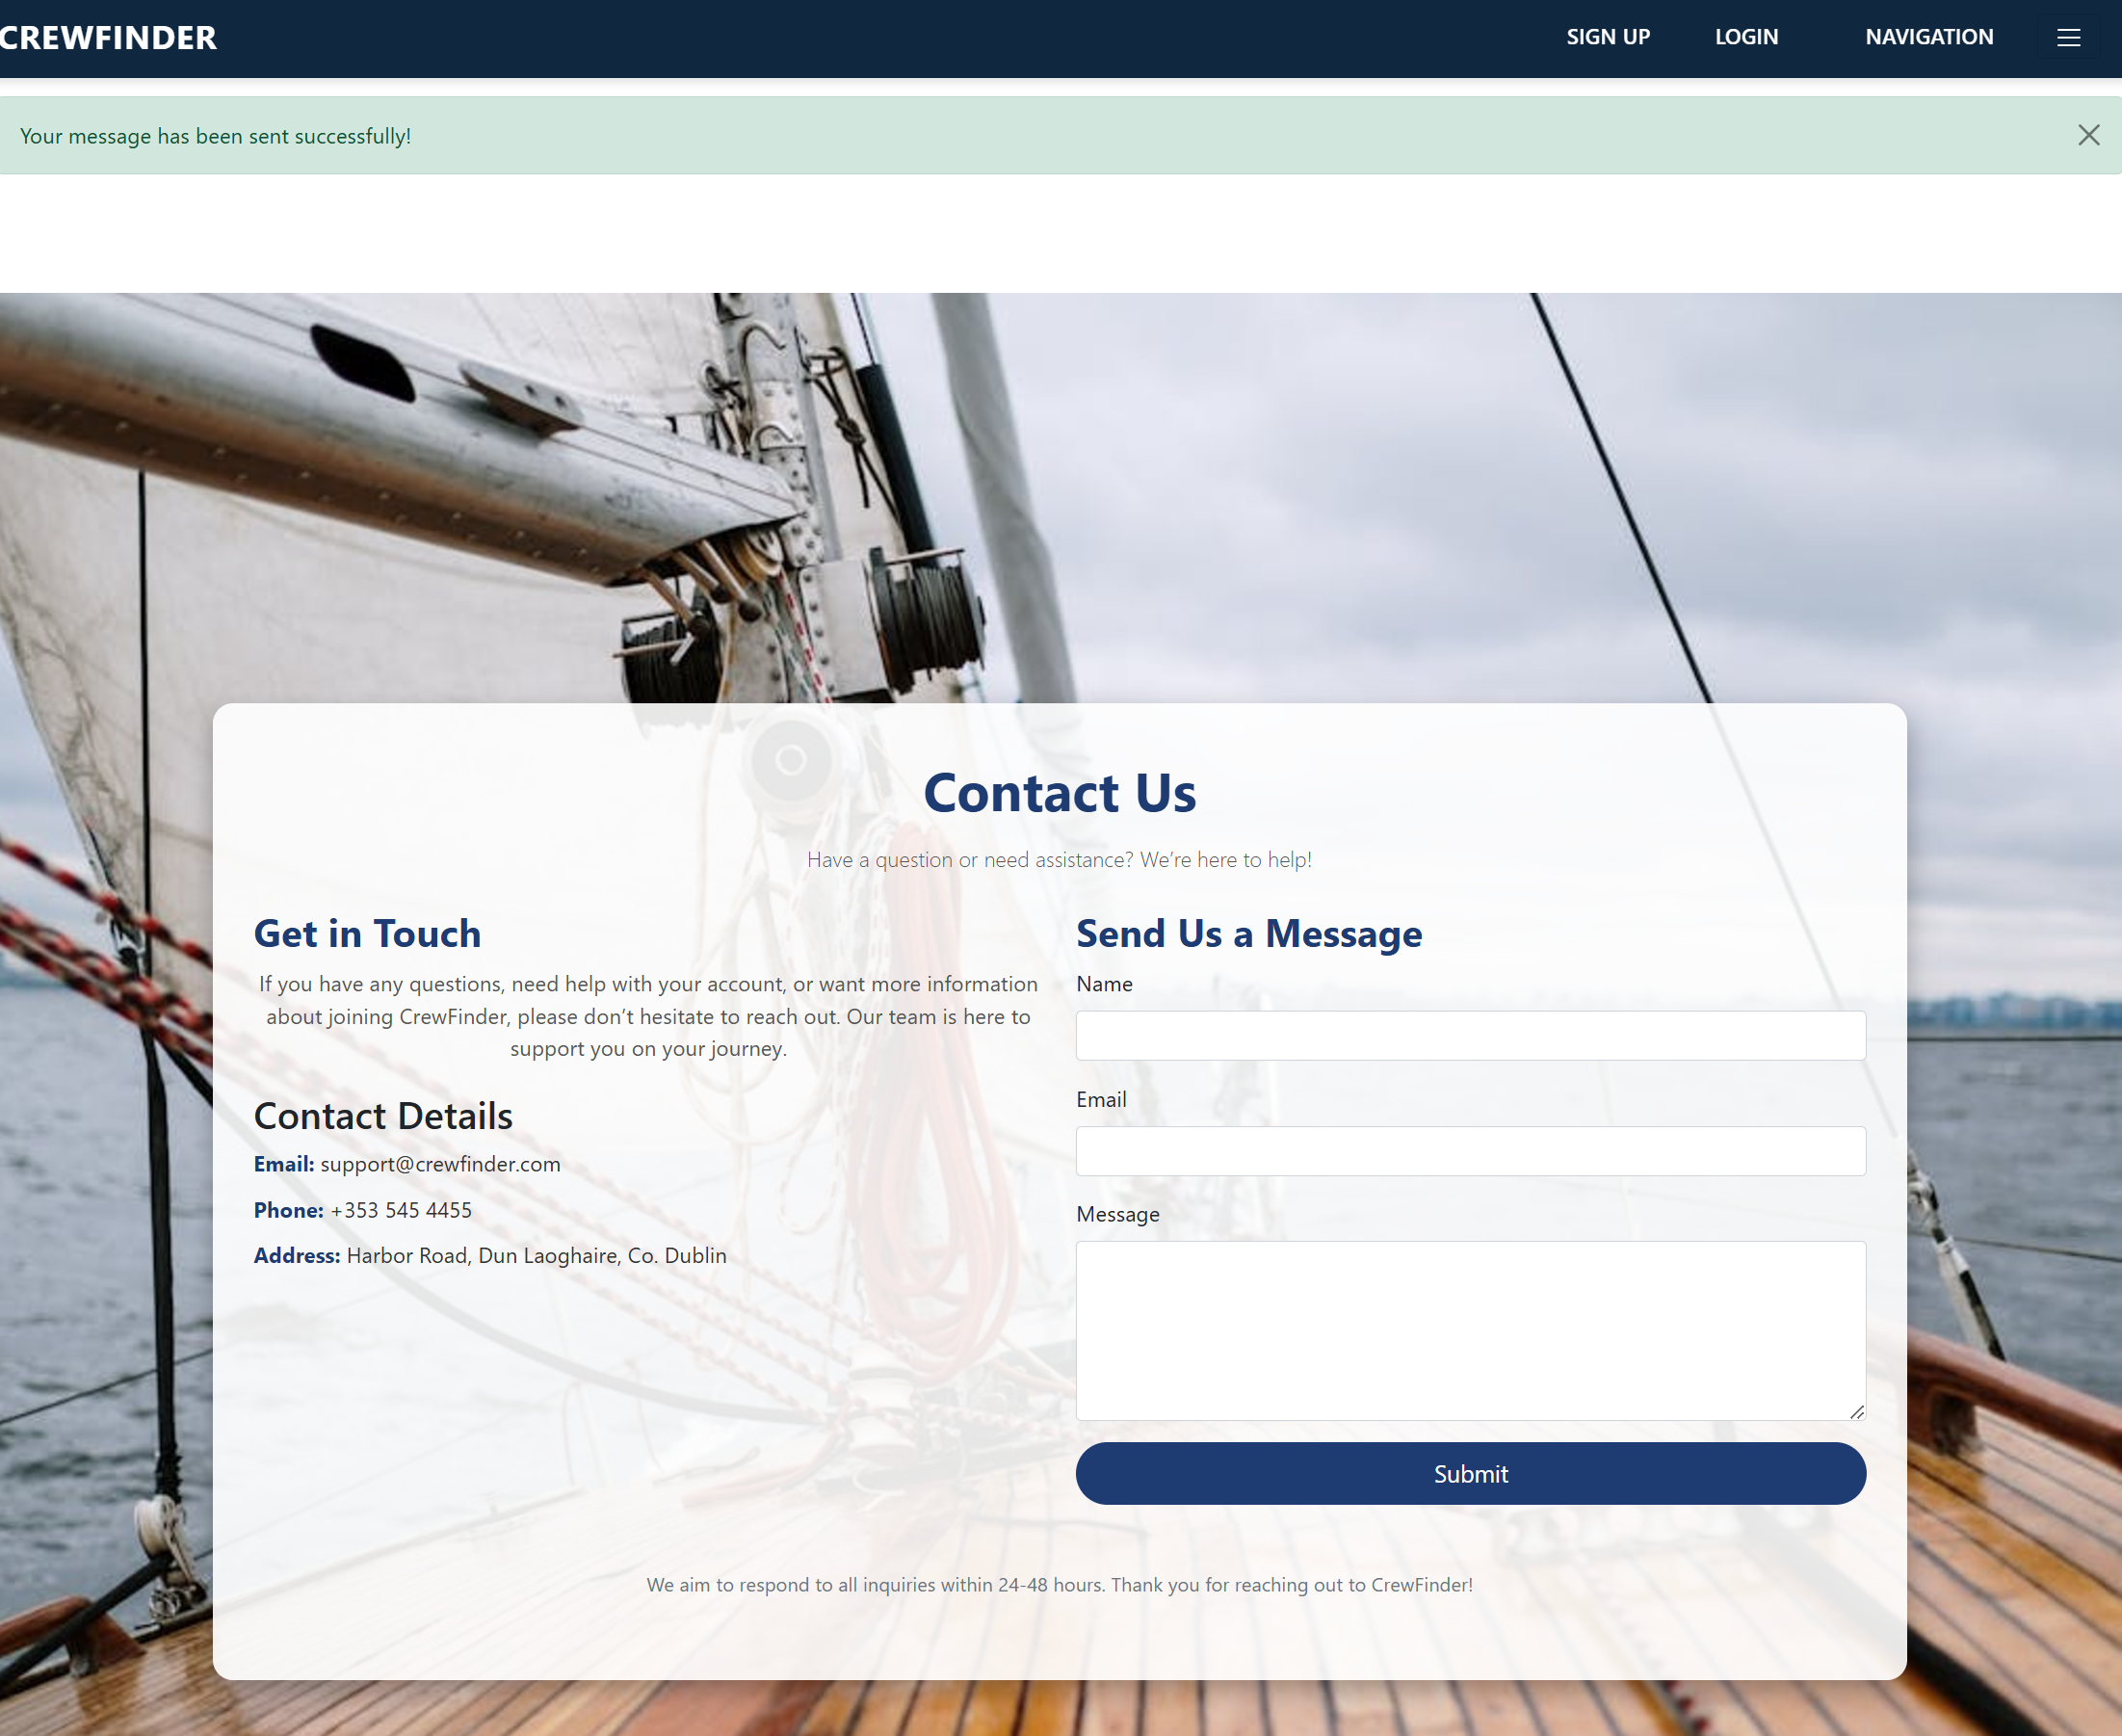 CREWFINDER
SIGN UP
LOGIN
NAVIGATION
Your message has been sent successfully!
Contact Us
Have a question or need assistance? We’re here to help!
Get in Touch
If you have any questions, need help with your account, or want more information
about joining CrewFinder, please don’t hesitate to reach out. Our team is here to
support you on your journey.
Contact Details
Email: support@crewfinder.com
Phone: +353 545 4455
Address: Harbor Road, Dun Laoghaire, Co. Dublin
Send Us a Message
Name
Email
Message
Submit
We aim to respond to all inquiries within 24-48 hours. Thank you for reaching out to CrewFinder!